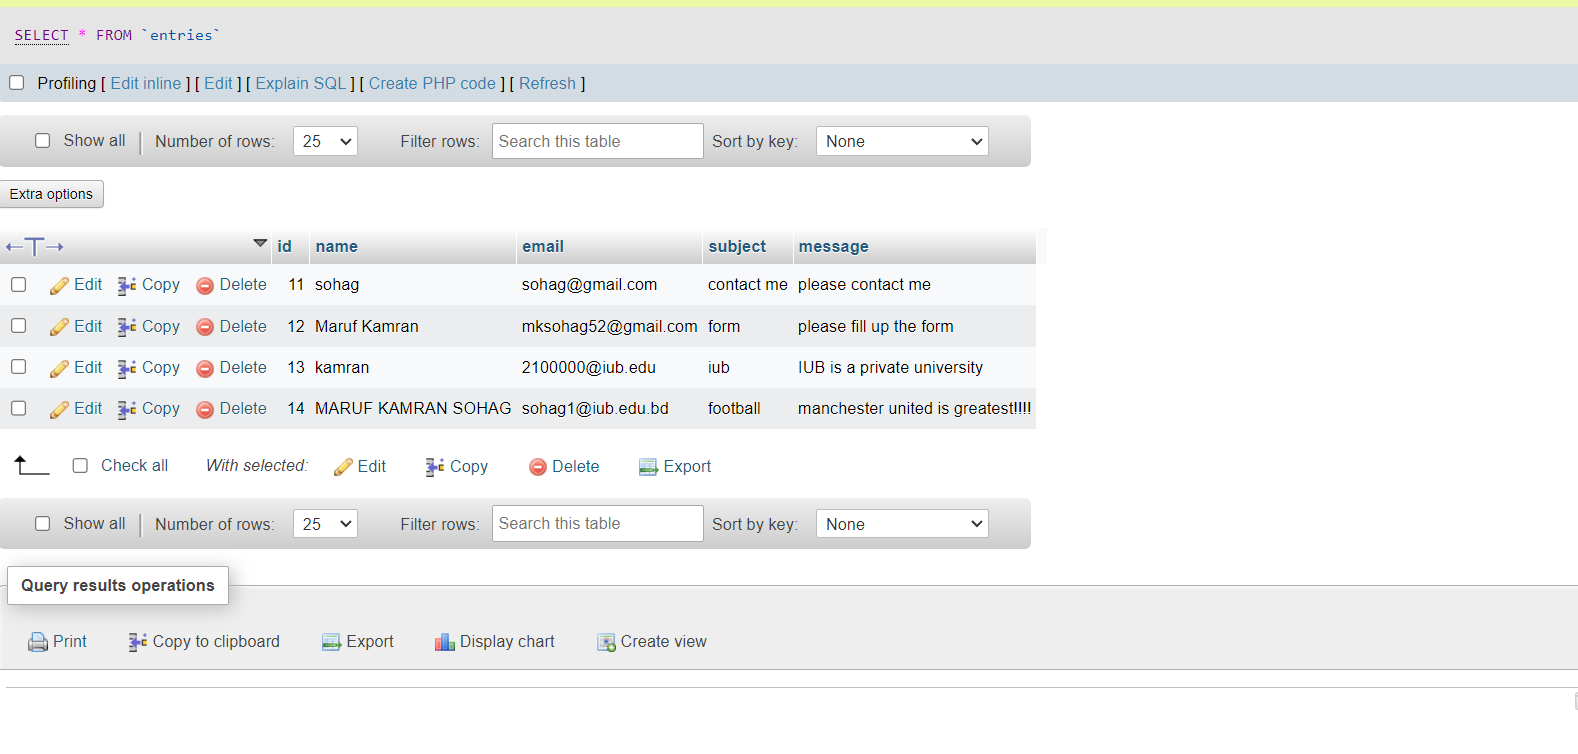 SELECT * FROM `entries`
Profiling [ Edit inline ] [ Edit ] [ Explain SQL ] [ Create PHP code ] [ Refresh ]
Show all | Number of rows: 25 Filter rows: Search this table Sort by key: None
Extra options
←T→ id name email subject message
Edit Copy Delete 11 sohag sohag@gmail.com contact me please contact me
Edit Copy Delete 12 Maruf Kamran mksohag52@gmail.com form please fill up the form
Edit Copy Delete 13 kamran 2100000@iub.edu iub IUB is a private university
Edit Copy Delete 14 MARUF KAMRAN SOHAG sohag1@iub.edu.bd football manchester united is greatest!!!!
Check all With selected: Edit Copy Delete Export
Show all | Number of rows: 25 Filter rows: Search this table Sort by key: None
Query results operations
Print Copy to clipboard Export Display chart Create view